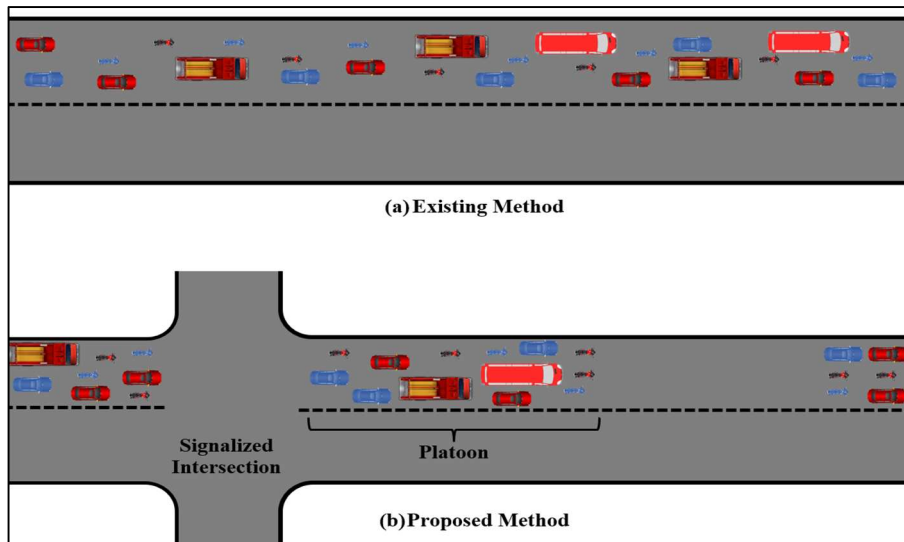 (a) Existing Method
Signalized
Intersection
Platoon
(b) Proposed Method